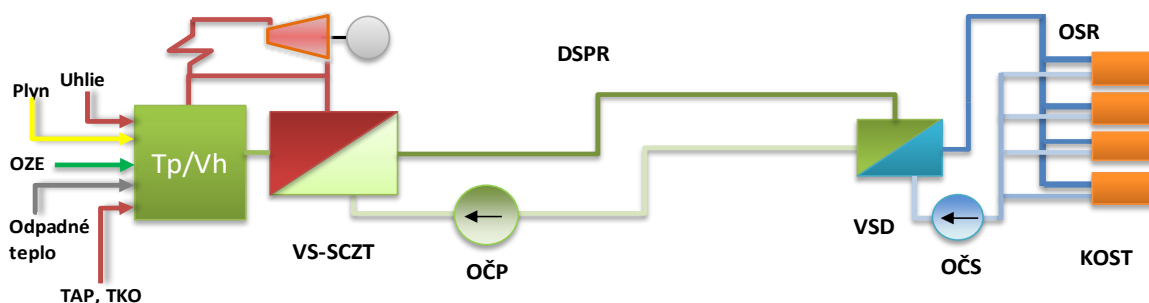 DSPR
OSR
Uhlie
Plyn
Tp/Vh
OZE
Odpadné
teplo
VS-SCZT
OČP
VSD
OČS
KOST
TAP, TKO